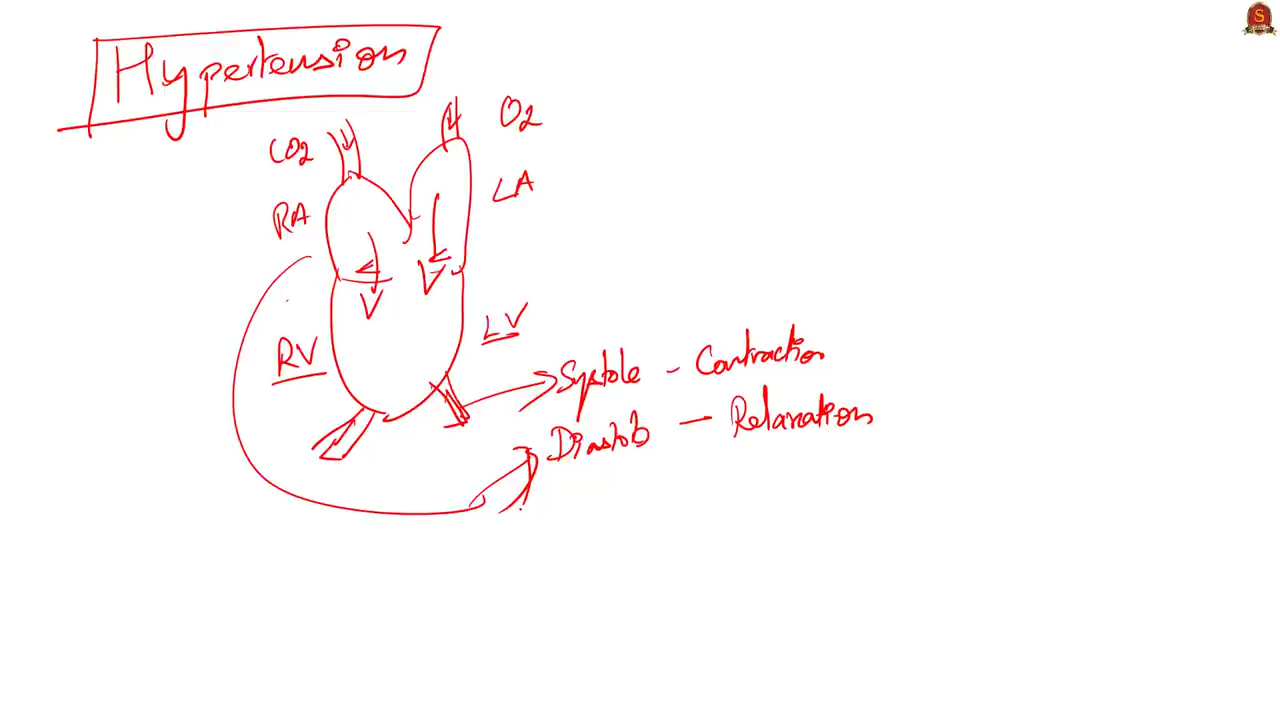 Hypertension
CO2
O2
RA
LA
RV
LV
Systole - Contraction
Diastole - Relaxation
S